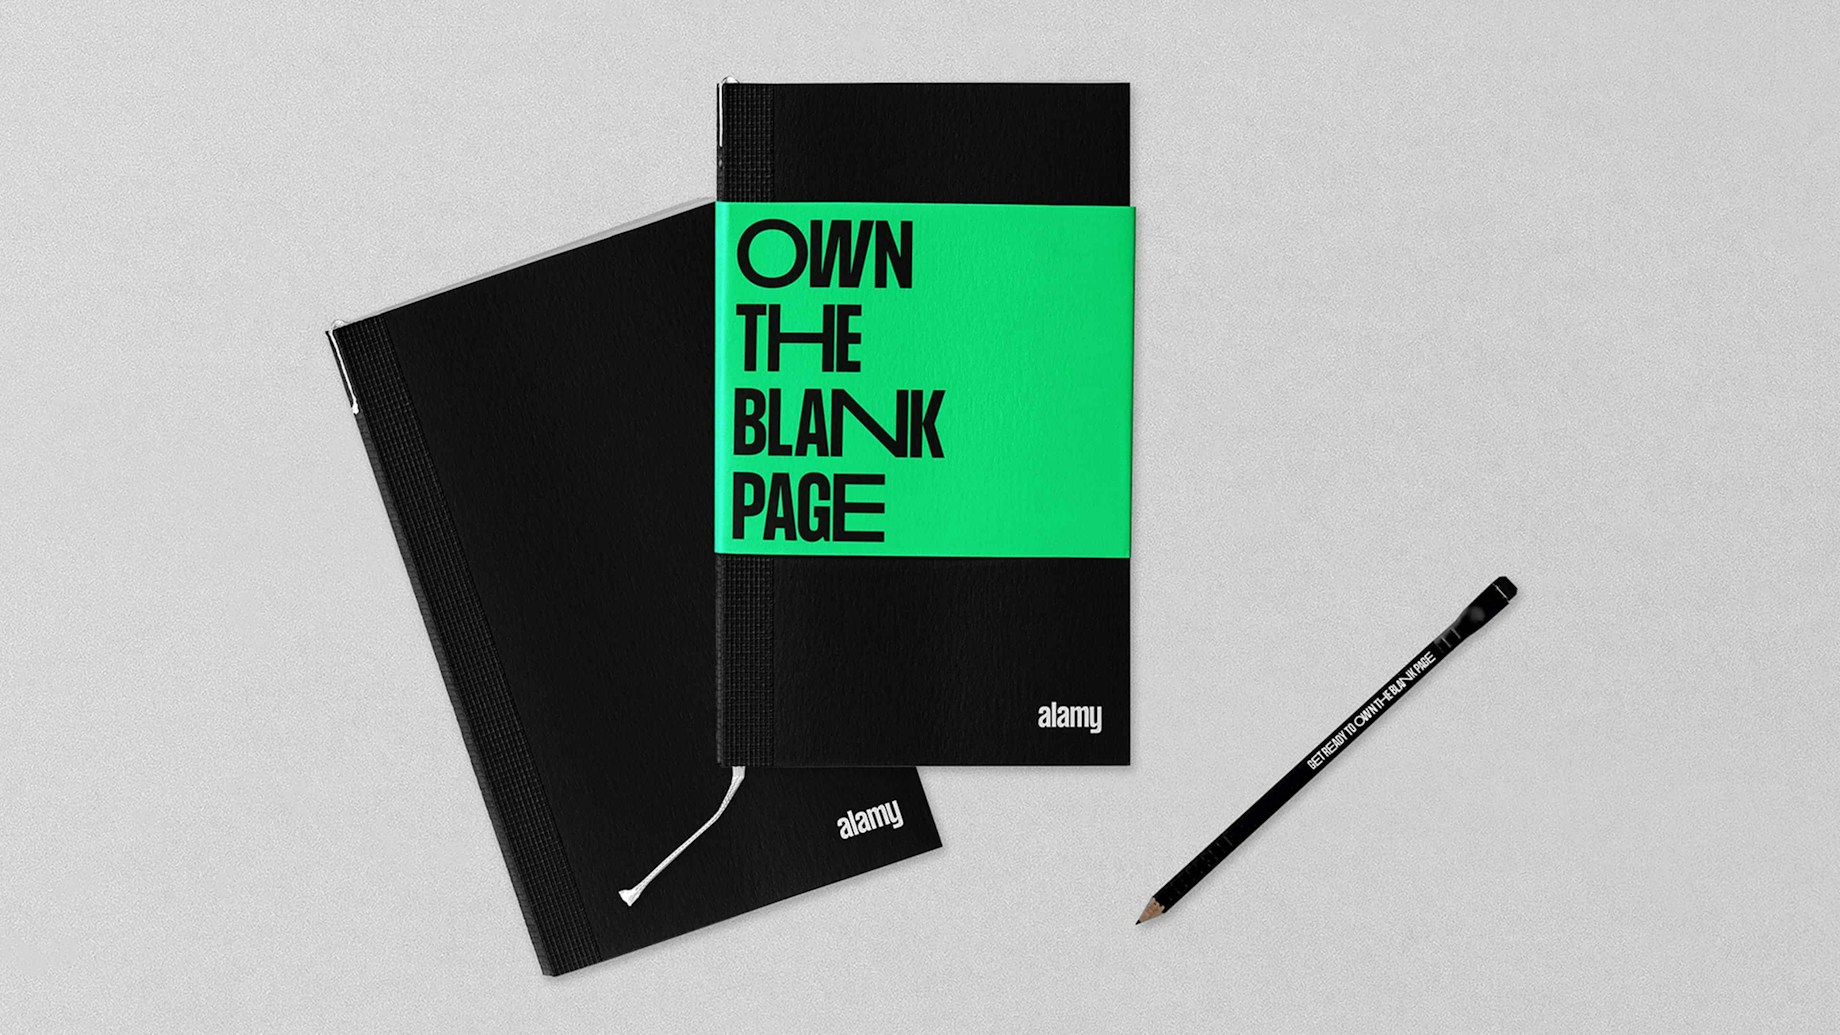 OWN
THE
BLANK
PAGE
alamy
alamy
GET READY TO OWN THE BLANK PAGE